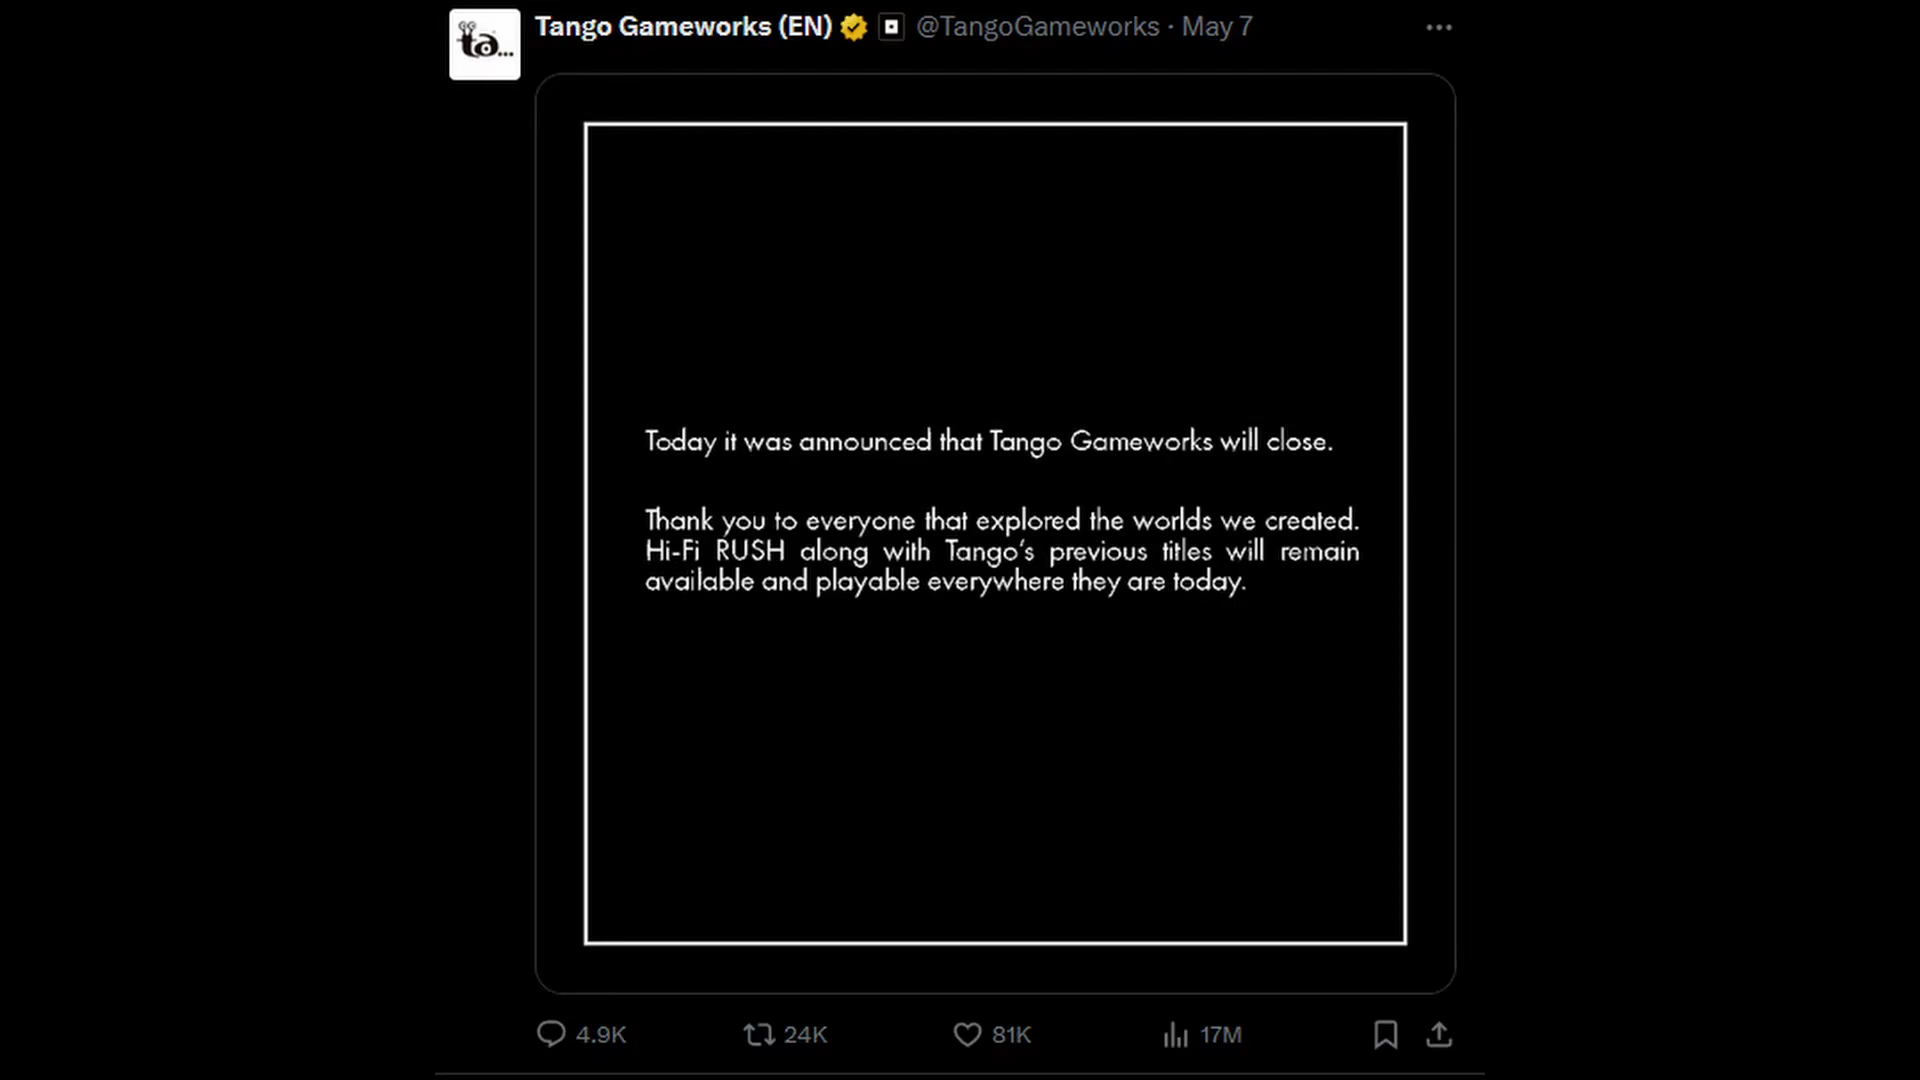 ta...
Tango Gameworks (EN) @TangoGameworks · May 7
Today it was announced that Tango Gameworks will close.
Thank you to everyone that explored the worlds we created.
Hi-Fi RUSH along with Tango's previous titles will remain
available and playable everywhere they are today.
4.9K 24K 81K 17M